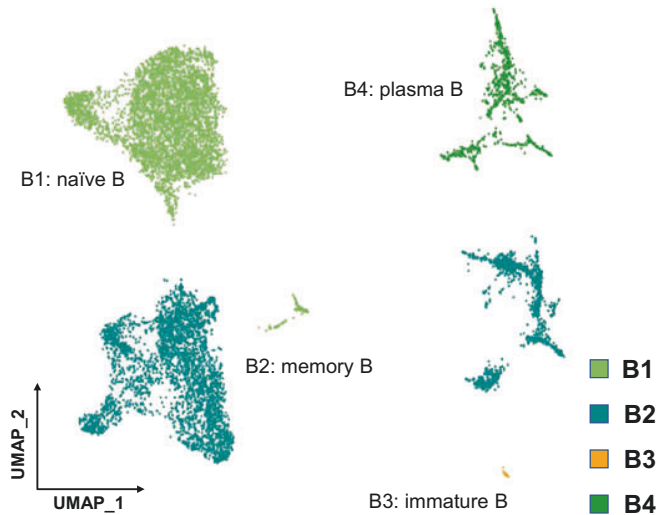 B4: plasma B
B1: naïve B
B2: memory B
B3: immature B
UMAP_2
UMAP_1
B1
B2
B3
B4